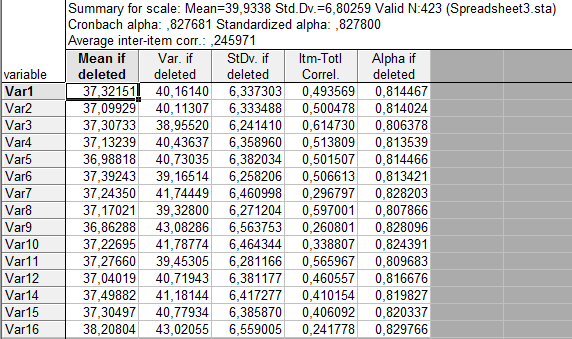 Summary for scale: Mean=39,9338 Std.Dv.=6,80259 Valid N:423 (Spreadsheet3.sta)
Cronbach alpha: ,827681 Standardized alpha: ,827800
Average inter-item corr.: ,245971
variable Mean if deleted Var. if deleted StDv. if deleted Itm-Totl Correl. Alpha if deleted
Var1 37,32151 40,16140 6,337303 0,493569 0,814467
Var2 37,09929 40,11307 6,333488 0,500478 0,814024
Var3 37,30733 38,95520 6,241410 0,614730 0,806378
Var4 37,13239 40,43637 6,358960 0,513809 0,813539
Var5 36,98818 40,73035 6,382034 0,501507 0,814466
Var6 37,39243 39,16514 6,258206 0,506613 0,813421
Var7 37,24350 41,74449 6,460998 0,296797 0,828203
Var8 37,17021 39,32800 6,271204 0,597001 0,807866
Var9 36,86288 43,08286 6,563753 0,260801 0,828096
Var10 37,22695 41,78774 6,464344 0,338807 0,824391
Var11 37,27660 39,45305 6,281166 0,565967 0,809683
Var12 37,04019 40,71943 6,381177 0,460557 0,816676
Var14 37,49882 41,18144 6,417277 0,410154 0,819827
Var15 37,30497 40,77934 6,385870 0,406092 0,820337
Var16 38,20804 43,02055 6,559005 0,241778 0,829766